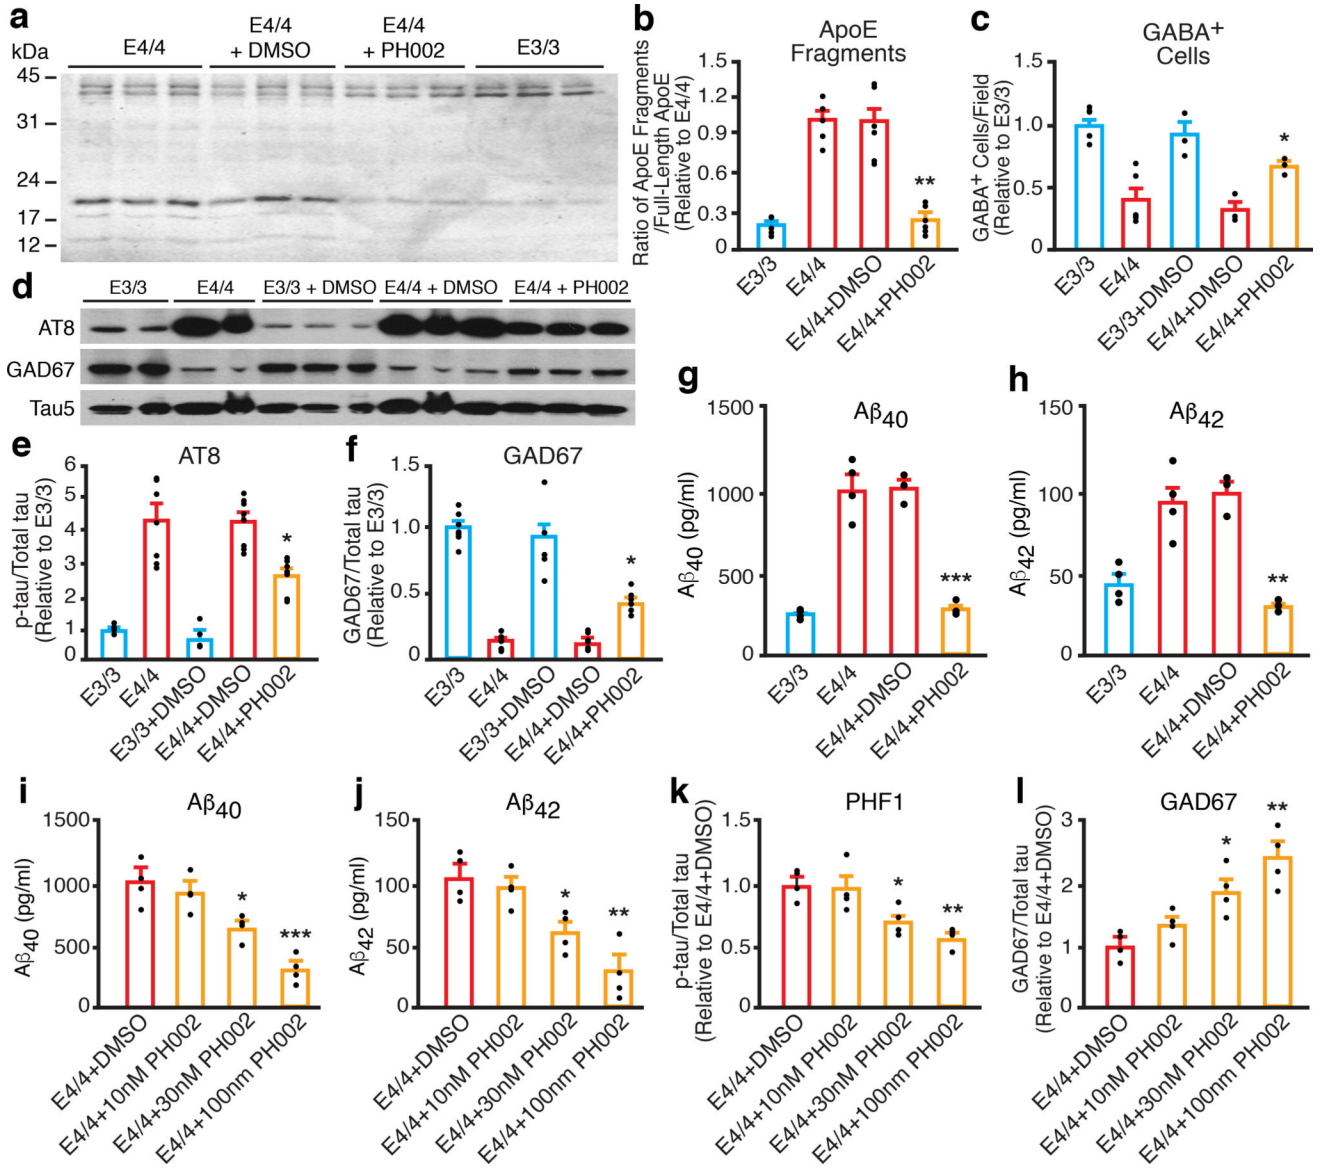 a
kDa
E4/4
E4/4
+ DMSO
E4/4
+ PH002
E3/3
45
31
24
17
12
b
ApoE
Fragments
Ratio of ApoE Fragments
/Full-Length ApoE
(Relative to E4/4)
1.5
1.2
0.9
0.6
0.3
0
**
E3/3
E4/4
E4/4+DMSO
E4/4+PH002
c
GABA+
Cells
GABA+ Cells/Field
(Relative to E3/3)
1.5
1.0
0.5
0
*
E3/3
E4/4
E3/3+DMSO
E4/4+DMSO
E4/4+PH002
d
E3/3
E4/4
E3/3 + DMSO
E4/4 + DMSO
E4/4 + PH002
AT8
GAD67
Tau5
e
AT8
p-tau/Total tau
(Relative to E3/3)
6
5
4
3
2
1
0
*
E3/3
E4/4
E3/3+DMSO
E4/4+DMSO
E4/4+PH002
f
GAD67
GAD67/Total tau
(Relative to E3/3)
1.5
1.0
0.5
0
*
E3/3
E4/4
E3/3+DMSO
E4/4+DMSO
E4/4+PH002
g
Aβ40
Aβ40 (pg/ml)
1500
1000
500
0
***
E3/3
E4/4
E4/4+DMSO
E4/4+PH002
h
Aβ42
Aβ42 (pg/ml)
150
100
50
0
**
E3/3
E4/4
E4/4+DMSO
E4/4+PH002
i
Aβ40
Aβ40 (pg/ml)
1500
1000
500
0
*
***
E4/4+DMSO
E4/4+10nM PH002
E4/4+30nM PH002
E4/4+100nm PH002
j
Aβ42
Aβ42 (pg/ml)
150
100
50
0
*
**
E4/4+DMSO
E4/4+10nM PH002
E4/4+30nM PH002
E4/4+100nm PH002
k
PHF1
p-tau/Total tau
(Relative to E4/4+DMSO)
1.5
1.0
0.5
0
*
**
E4/4+DMSO
E4/4+10nM PH002
E4/4+30nM PH002
E4/4+100nm PH002
l
GAD67
GAD67/Total tau
(Relative to E4/4+DMSO)
3
2
1
0
*
**
E4/4+DMSO
E4/4+10nM PH002
E4/4+30nM PH002
E4/4+100nm PH002